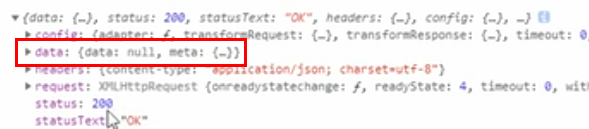 ▼{data: {…}, status: 200, statusText: "OK", headers: {…}, config: {…}, …}
▶ config: {adapter: ƒ, transformRequest: {…}, transformResponse: {…}, timeout: 0,
▶ data: {data: null, meta: {…}}
▶ headers: {content-type: "application/json; charset=utf-8"}
▶ request: XMLHttpRequest {onreadystatechange: ƒ, readyState: 4, timeout: 0, wit
status: 200
statusText: "OK"